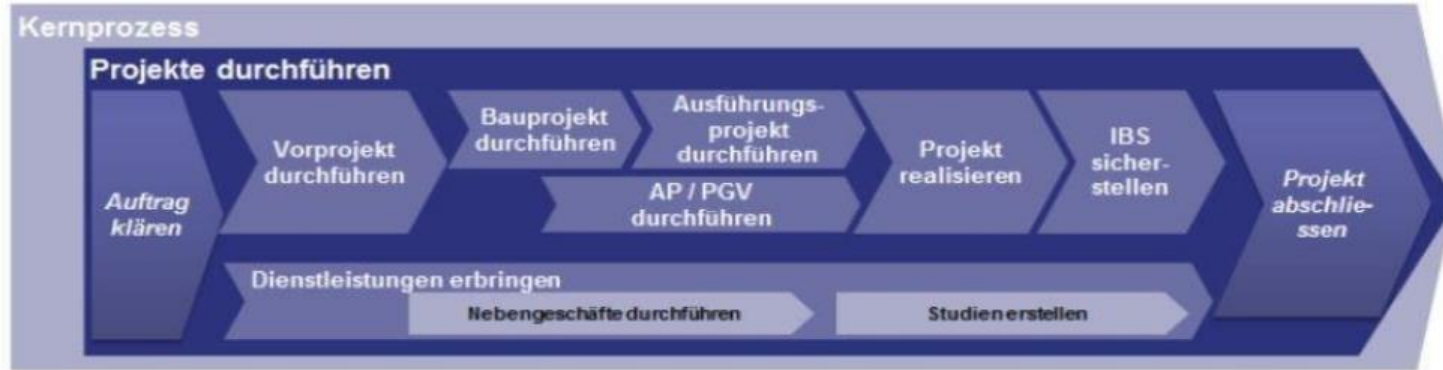 Kernprozess
Projekte durchführen
Auftrag
klären
Vorprojekt
durchführen
Bauprojekt
durchführen
Ausführungs-
projekt
durchführen
AP / PGV
durchführen
Projekt
realisieren
IBS
sicher-
stellen
Projekt
abschlie-
ssen
Dienstleistungen erbringen
Nebengeschäfte durchführen
Studien erstellen